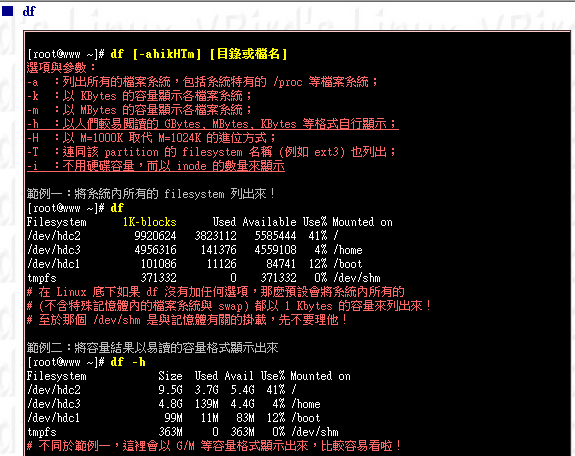 df
[root@www ~]# df [-ahikHTm] [目錄或檔名]
選項與參數：
-a  ：列出所有的檔案系統，包括系統特有的 /proc 等檔案系統；
-k  ：以 KBytes 的容量顯示各檔案系統；
-m  ：以 MBytes 的容量顯示各檔案系統；
-h  ：以人們較易閱讀的 GBytes, MBytes, KBytes 等格式自行顯示；
-H  ：以 M=1000K 取代 M=1024K 的進位方式；
-T  ：連同該 partition 的 filesystem 名稱 (例如 ext3) 也列出；
-i  ：不用硬碟容量，而以 inode 的數量來顯示
範例一：將系統內所有的 filesystem 列出來！
[root@www ~]# df
Filesystem      1K-blocks      Used Available Use% Mounted on
/dev/hdc2         9920624   3823112   5585444  41% /
/dev/hdc3         4956316    141376   4559108   4% /home
/dev/hdc1          101086     11126     84741  12% /boot
tmpfs              371332         0    371332   0% /dev/shm
# 在 Linux 底下如果 df 沒有加任何選項，那麼預設會將系統內所有的
# (不含特殊記憶體內的檔案系統與 swap) 都以 1 Kbytes 的容量來列出來！
# 至於那個 /dev/shm 是與記憶體有關的掛載，先不要理他！
範例二：將容量結果以易讀的容量格式顯示出來
[root@www ~]# df -h
Filesystem            Size  Used Avail Use% Mounted on
/dev/hdc2             9.5G  3.7G  5.4G  41% /
/dev/hdc3             4.8G  139M  4.4G   4% /home
/dev/hdc1              99M   11M   83M  12% /boot
tmpfs                 363M     0  363M   0% /dev/shm
# 不同於範例一，這裡會以 G/M 等容量格式顯示出來，比較容易看啦！